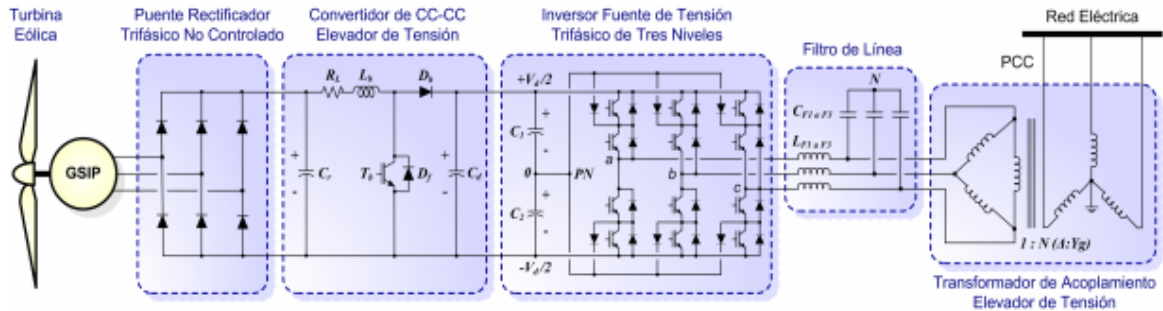 Turbina
Eólica
Puente Rectificador
Trifásico No Controlado
Convertidor de CC-CC
Elevador de Tensión
Inversor Fuente de Tensión
Trifásico de Tres Niveles
Filtro de Línea
Red Eléctrica
PCC
GSIP
R_L L_b D_b
+
C_r
-
T_b D_f
+
C_d
-
+V_d/2
+
C_1
-
0
PN
+
C_2
-
-V_d/2
a
b
c
N
C_F1 a F3
L_F1 a F3
1 : N (Δ:Yg)
Transformador de Acoplamiento
Elevador de Tensión